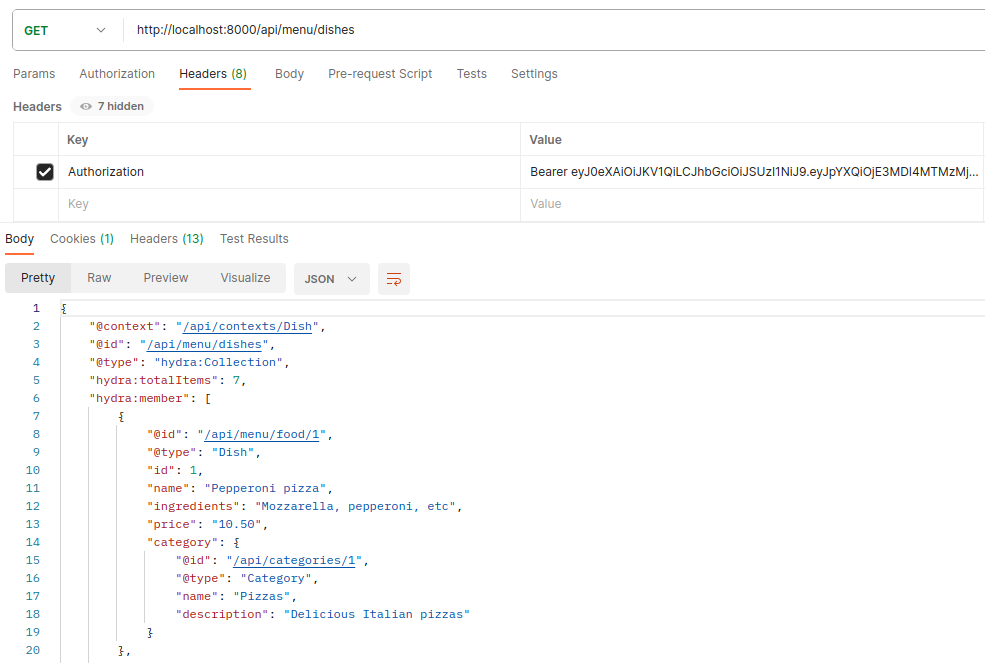 GET http://localhost:8000/api/menu/dishes
Params Authorization Headers (8) Body Pre-request Script Tests Settings
Headers 7 hidden
Key Value
Authorization Bearer eyJ0eXAiOiJKV1QiLCJhbGciOiJSUzI1NiJ9.eyJpYXQiOjE3MDI4MTMzMj...
Key Value
Body Cookies (1) Headers (13) Test Results
Pretty Raw Preview Visualize JSON
1 {
2 "@context": "/api/contexts/Dish",
3 "@id": "/api/menu/dishes",
4 "@type": "hydra:Collection",
5 "hydra:totalItems": 7,
6 "hydra:member": [
7 {
8 "@id": "/api/menu/food/1",
9 "@type": "Dish",
10 "id": 1,
11 "name": "Pepperoni pizza",
12 "ingredients": "Mozzarella, pepperoni, etc",
13 "price": "10.50",
14 "category": {
15 "@id": "/api/categories/1",
16 "@type": "Category",
17 "name": "Pizzas",
18 "description": "Delicious Italian pizzas"
19 }
20 },